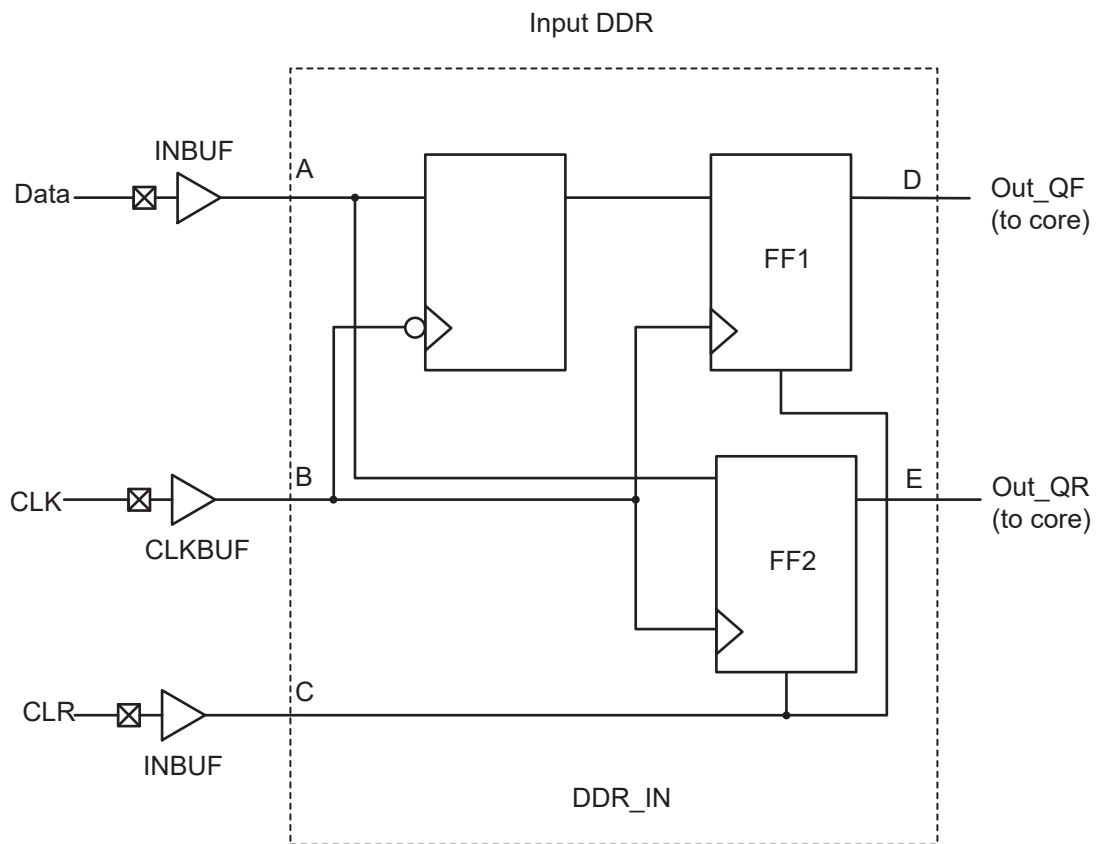 Input DDR
INBUF
Data
A
D
Out_QF
(to core)
FF1
CLK
CLKBUF
B
E
Out_QR
(to core)
FF2
CLR
INBUF
C
DDR_IN